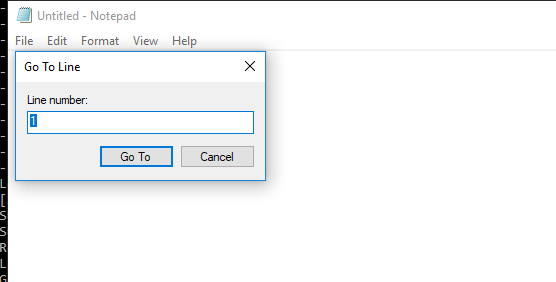 Untitled - Notepad
File Edit Format View Help
Go To Line
Line number:
1
Go To Cancel
L
[
S
S
R
L
G